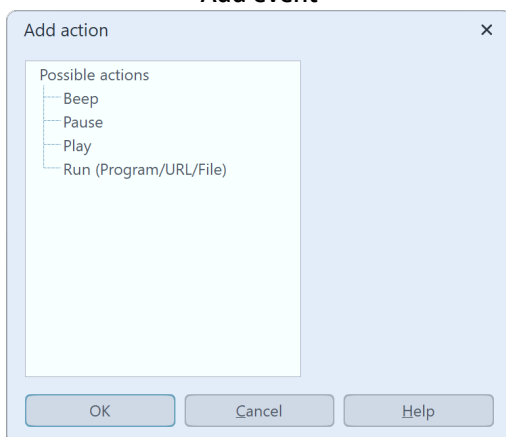 Add event
Add action
Possible actions
Beep
Pause
Play
Run (Program/URL/File)
OK Cancel Help